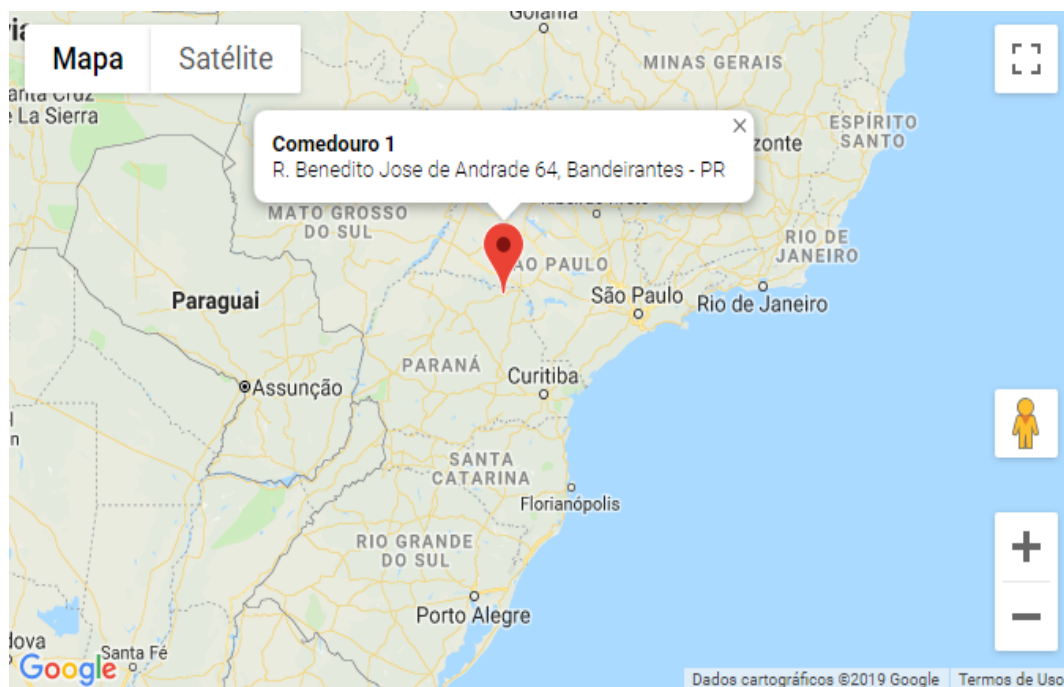 Goiânia
Mapa
Satélite
MINAS GERAIS
Santa Cruz
La Sierra
ESPÍRITO
SANTO
Comedouro 1
R. Benedito Jose de Andrade 64, Bandeirantes - PR
zonte
MATO GROSSO
DO SUL
RIO DE
JANEIRO
ÃO PAULO
Paraguai
São Paulo
Rio de Janeiro
PARANÁ
Curitiba
Assunção
SANTA
CATARINA
Florianópolis
RIO GRANDE
DO SUL
Porto Alegre
Santa Fé
Google
Dados cartográficos ©2019 Google
Termos de Uso